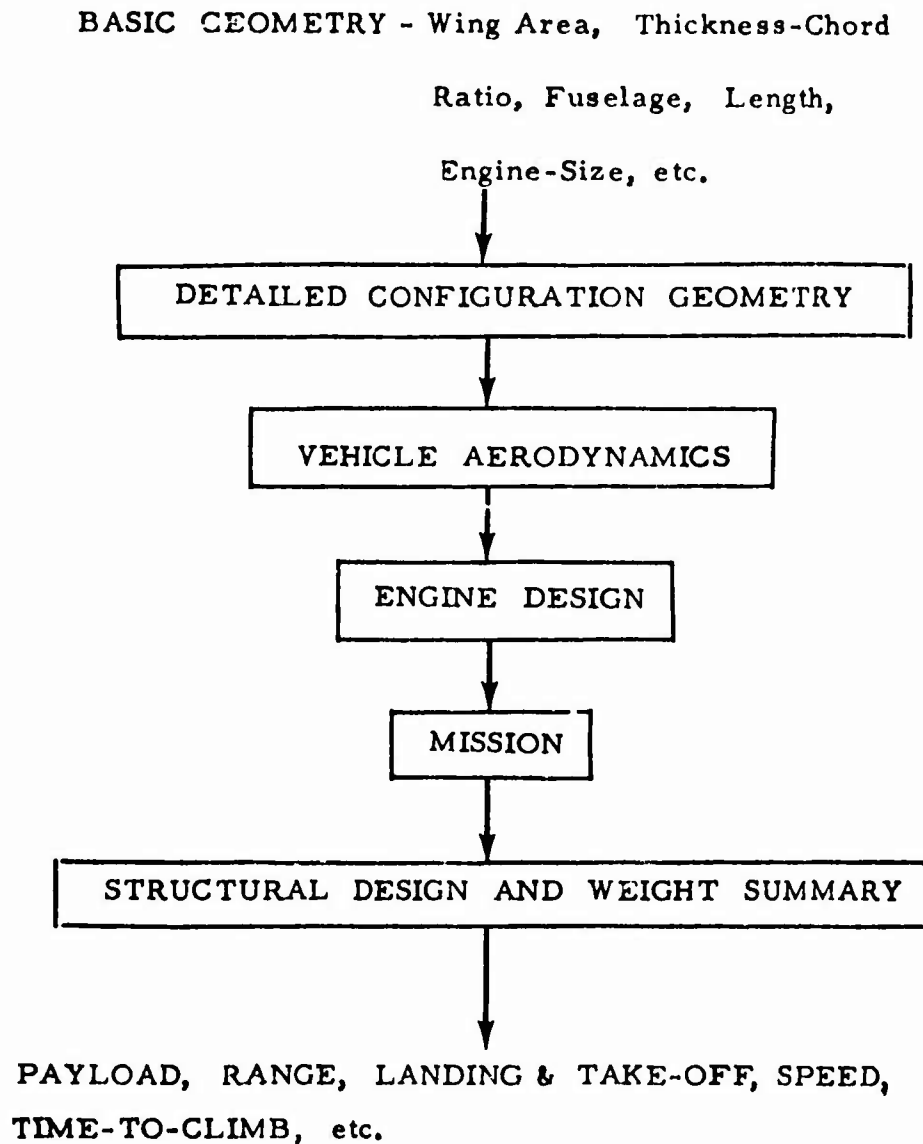 BASIC GEOMETRY - Wing Area, Thickness-Chord
Ratio, Fuselage, Length,
Engine-Size, etc.
DETAILED CONFIGURATION GEOMETRY
VEHICLE AERODYNAMICS
ENGINE DESIGN
MISSION
STRUCTURAL DESIGN AND WEIGHT SUMMARY
PAYLOAD, RANGE, LANDING & TAKE-OFF, SPEED,
TIME-TO-CLIMB, etc.